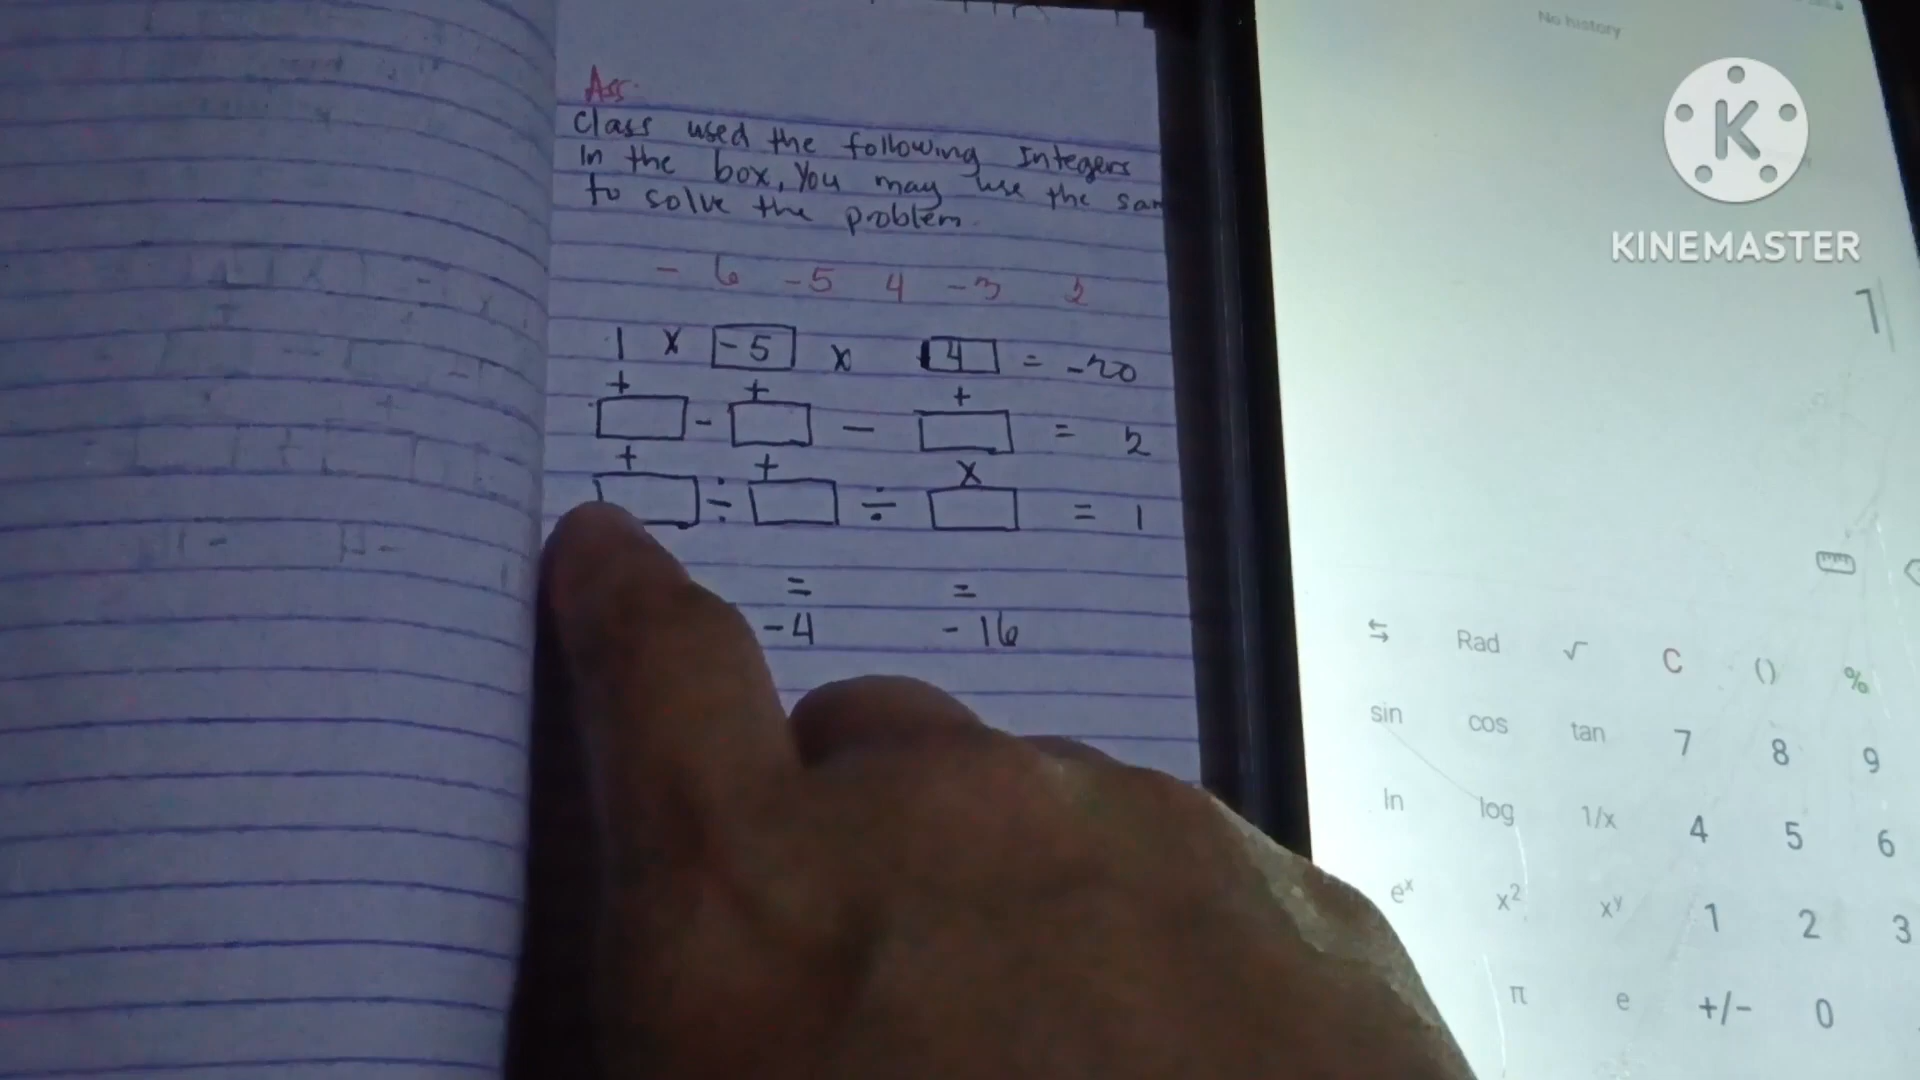 No history
KINEMASTER
Ass.
Class used the following Integers
In the box, You may use the sam
to solve the problem.
- 6 -5 4 -3 2
1 x -5 x 4 = -20
+ + +
- - = 2
+ + x
÷ ÷ = 1
= =
-4 -16
1
Rad √ C () %
sin cos tan 7 8 9
ln log 1/x 4 5 6
eˣ x² xʸ 1 2 3
π e +/- 0